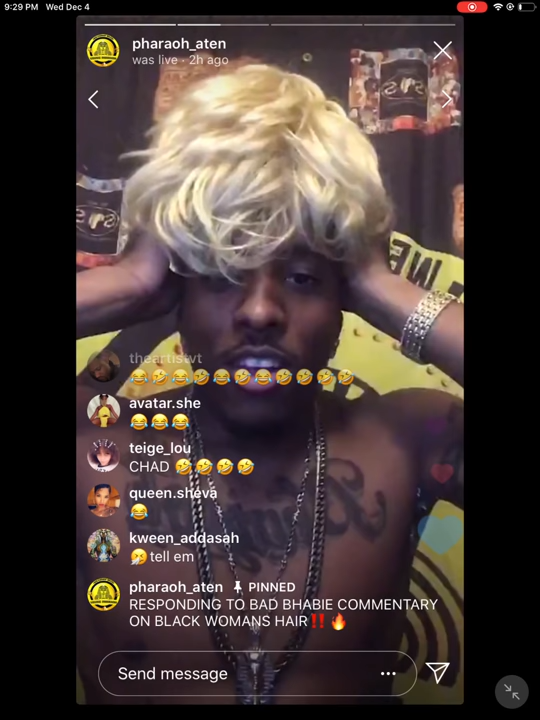 9:29 PM Wed Dec 4
pharaoh_aten
was live · 2h ago
theartistvt
😂🤣😂🤣😂🤣😂🤣🤣🤣🤣
avatar.she
😂😂😂
teige_lou
CHAD 🤣🤣🤣🤣
queen.sheva
😂
kween_addasah
🤧tell em
pharaoh_aten PINNED
RESPONDING TO BAD BHABIE COMMENTARY
ON BLACK WOMANS HAIR‼️🔥
Send message